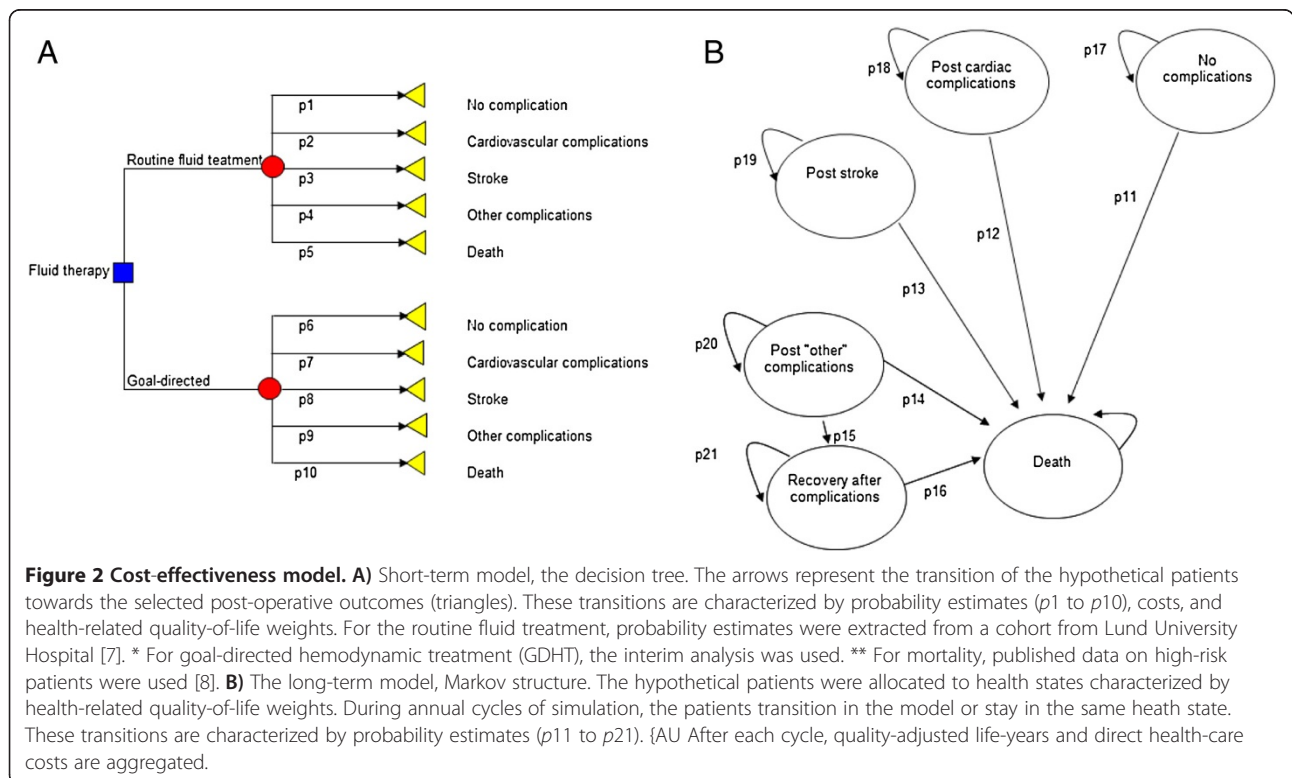 A
p1
No complication
p2
Cardiovascular complications
Routine fluid treatment
p3
Stroke
p4
Other complications
p5
Death
Fluid therapy
p6
No complication
p7
Cardiovascular complications
Goal-directed
p8
Stroke
p9
Other complications
p10
Death
B
p18
Post cardiac
complications
p17
No
complications
p19
Post stroke
p11
p12
p13
p20
Post "other"
complications
p14
p15
p21
Recovery after
complications
p16
Death
Figure 2 Cost-effectiveness model. A) Short-term model, the decision tree. The arrows represent the transition of the hypothetical patients
towards the selected post-operative outcomes (triangles). These transitions are characterized by probability estimates (p1 to p10), costs, and
health-related quality-of-life weights. For the routine fluid treatment, probability estimates were extracted from a cohort from Lund University
Hospital [7]. * For goal-directed hemodynamic treatment (GDHT), the interim analysis was used. ** For mortality, published data on high-risk
patients were used [8]. B) The long-term model, Markov structure. The hypothetical patients were allocated to health states characterized by
health-related quality-of-life weights. During annual cycles of simulation, the patients transition in the model or stay in the same heath state.
These transitions are characterized by probability estimates (p11 to p21). {AU After each cycle, quality-adjusted life-years and direct health-care
costs are aggregated.